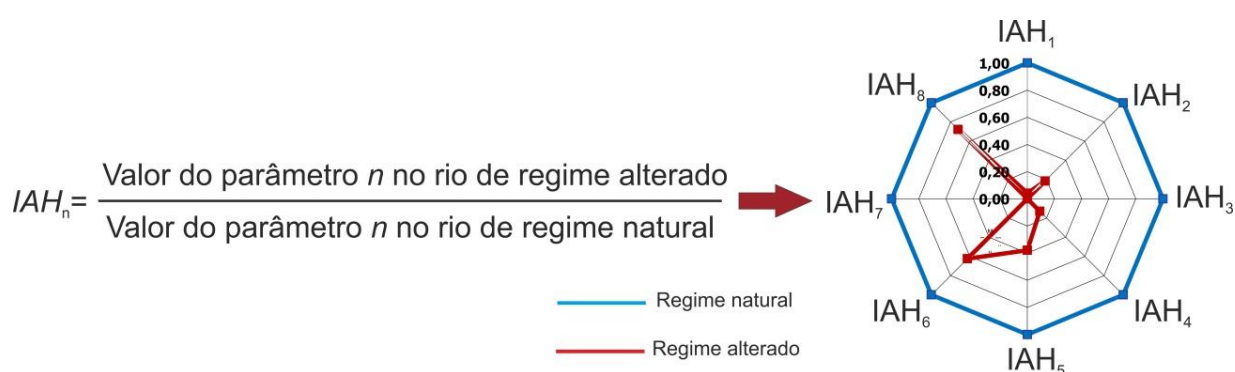 IAHₙ=
Valor do parâmetro n no rio de regime alterado
Valor do parâmetro n no rio de regime natural
IAH₁
IAH₂
IAH₃
IAH₄
IAH₅
IAH₆
IAH₇
IAH₈
1,00
0,80
0,60
0,40
0,20
0,00
Regime natural
Regime alterado